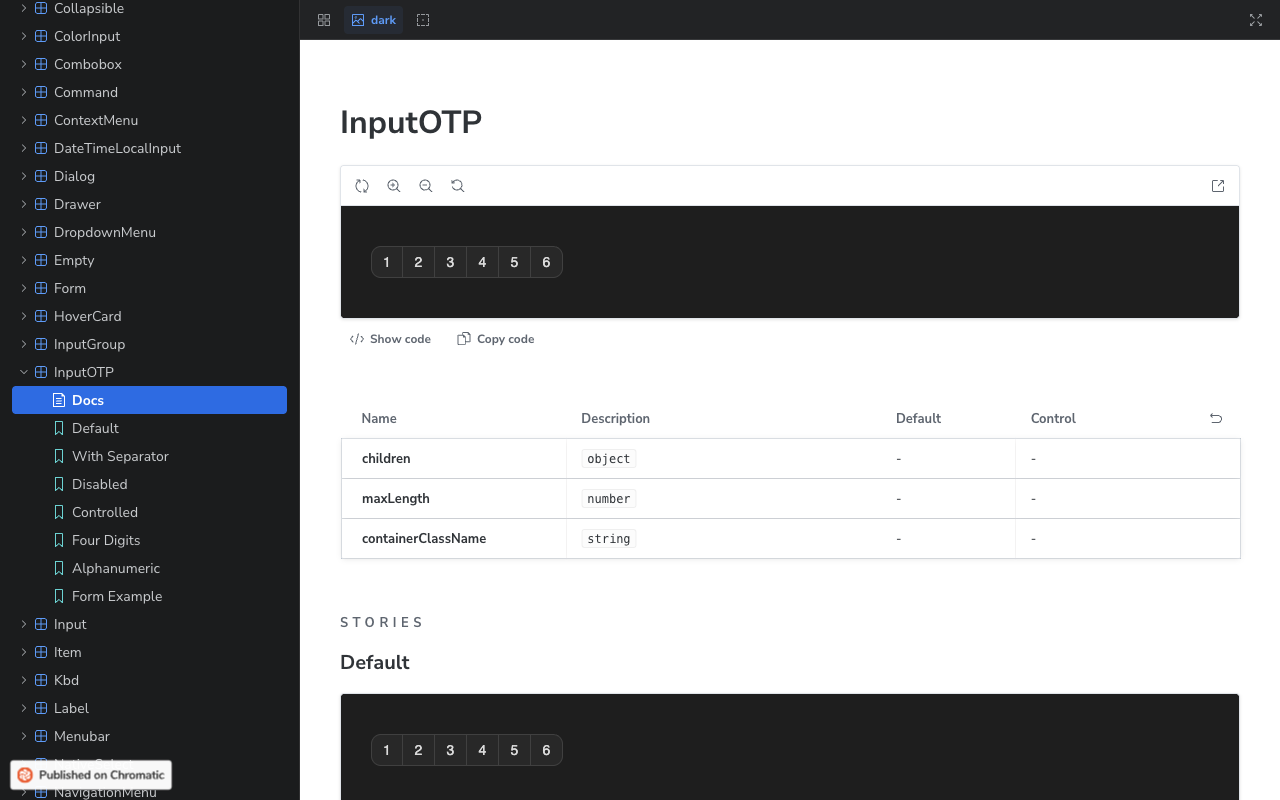 Collapsible
ColorInput
Combobox
Command
ContextMenu
DateTimeLocalInput
Dialog
Drawer
DropdownMenu
Empty
Form
HoverCard
InputGroup
InputOTP
Docs
Default
With Separator
Disabled
Controlled
Four Digits
Alphanumeric
Form Example
Input
Item
Kbd
Label
Menubar
NavigationMenu
Published on Chromatic
dark
InputOTP
1 2 3 4 5 6
Show code Copy code
Name Description Default Control
children object - -
maxLength number - -
containerClassName string - -
STORIES
Default
1 2 3 4 5 6